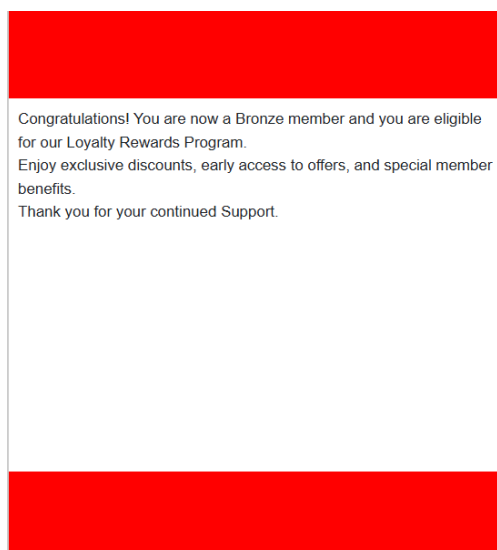 Congratulations! You are now a Bronze member and you are eligible
for our Loyalty Rewards Program.
Enjoy exclusive discounts, early access to offers, and special member
benefits.
Thank you for your continued Support.